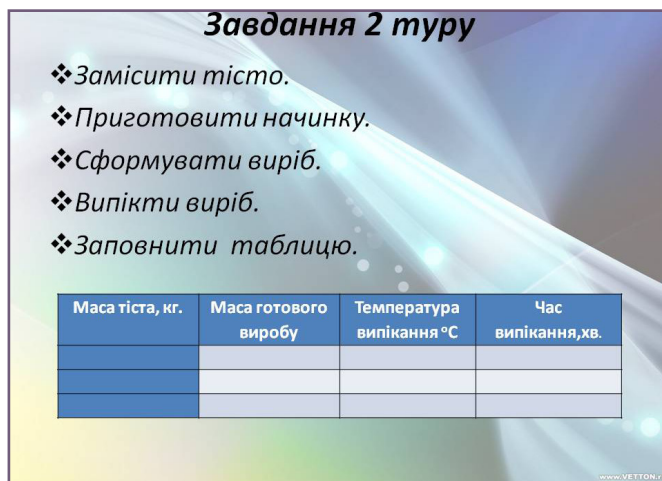 Завдання 2 туру
❖Замісити тісто.
❖Приготовити начинку.
❖Сформувати виріб.
❖Випікти виріб.
❖Заповнити таблицю.
Маса тіста, кг. Маса готового виробу Температура випікання ᵒС Час випікання,хв.